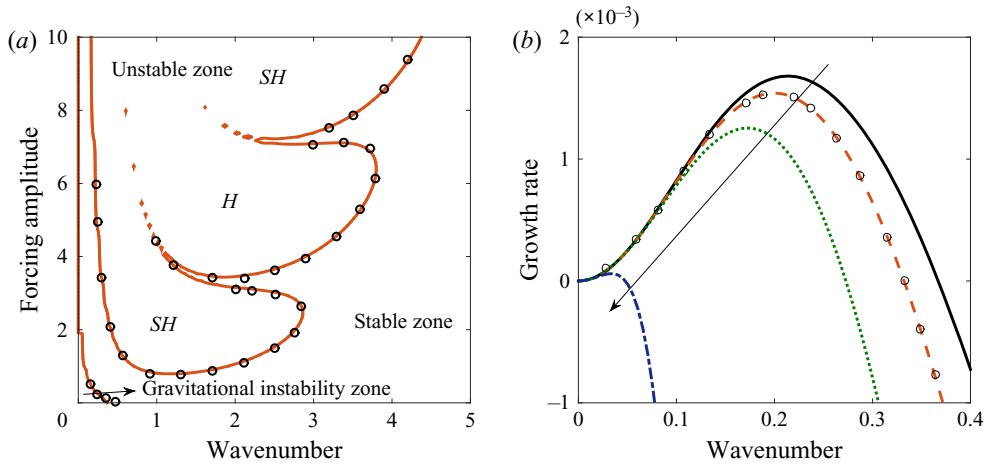 (a)
10
8
6
4
2
0
1
2
3
4
5
Forcing amplitude
Wavenumber
Unstable zone
SH
H
SH
Stable zone
Gravitational instability zone
(b)
(×10⁻³)
2
1
0
−1
0
0.1
0.2
0.3
0.4
Growth rate
Wavenumber